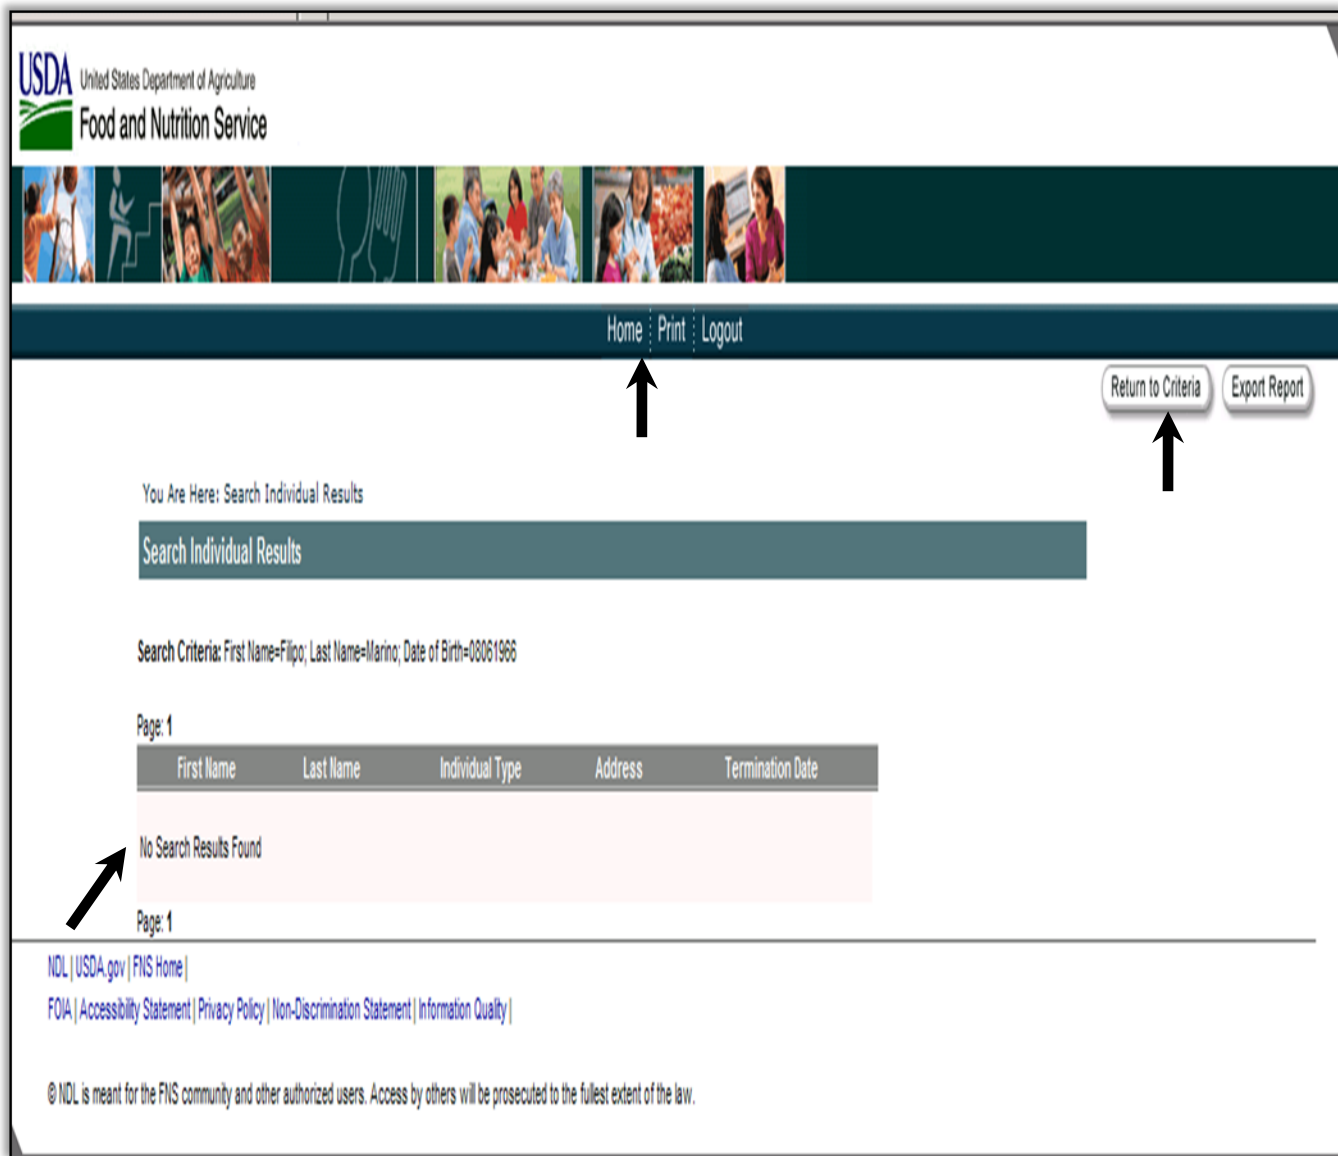 USDA United States Department of Agriculture
Food and Nutrition Service
Home Print Logout
Return to Criteria Export Report
You Are Here: Search Individual Results
Search Individual Results
Search Criteria: First Name=Filipo; Last Name=Marino; Date of Birth=08061966
Page: 1
First Name Last Name Individual Type Address Termination Date
No Search Results Found
Page: 1
NDL | USDA.gov | FNS Home |
FOIA | Accessibility Statement | Privacy Policy | Non-Discrimination Statement | Information Quality |
© NDL is meant for the FNS community and other authorized users. Access by others will be prosecuted to the fullest extent of the law.